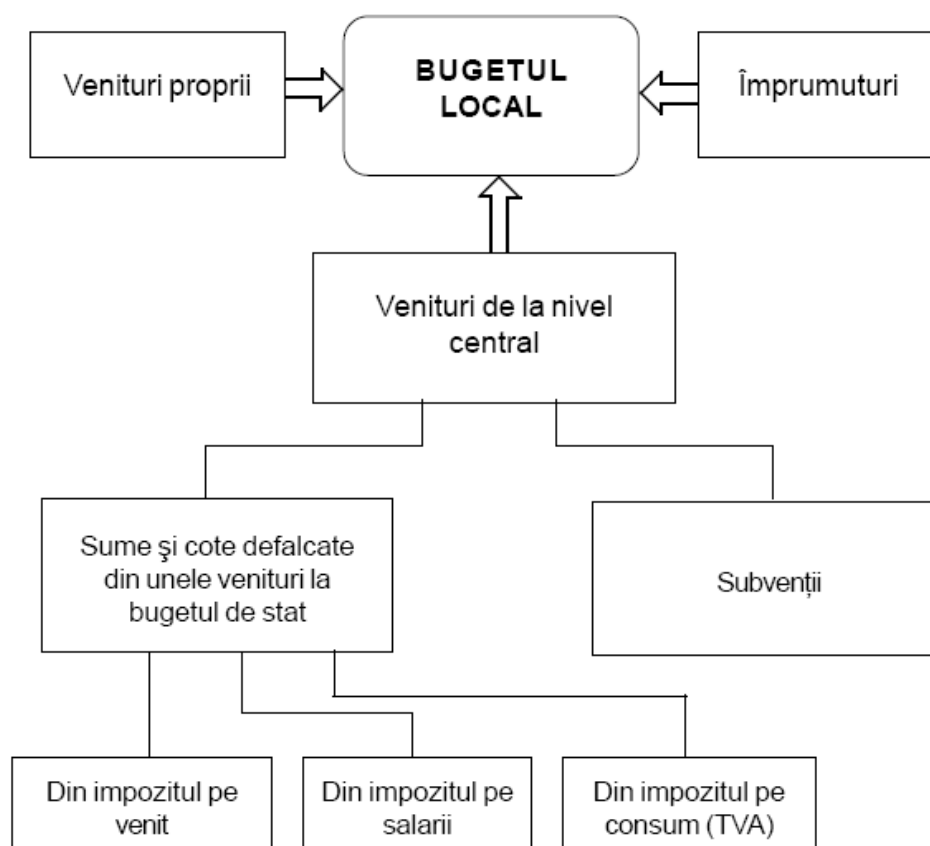 Venituri proprii
BUGETUL
LOCAL
Împrumuturi
Venituri de la nivel
central
Sume şi cote defalcate
din unele venituri la
bugetul de stat
Subvenții
Din impozitul pe
venit
Din impozitul pe
salarii
Din impozitul pe
consum (TVA)